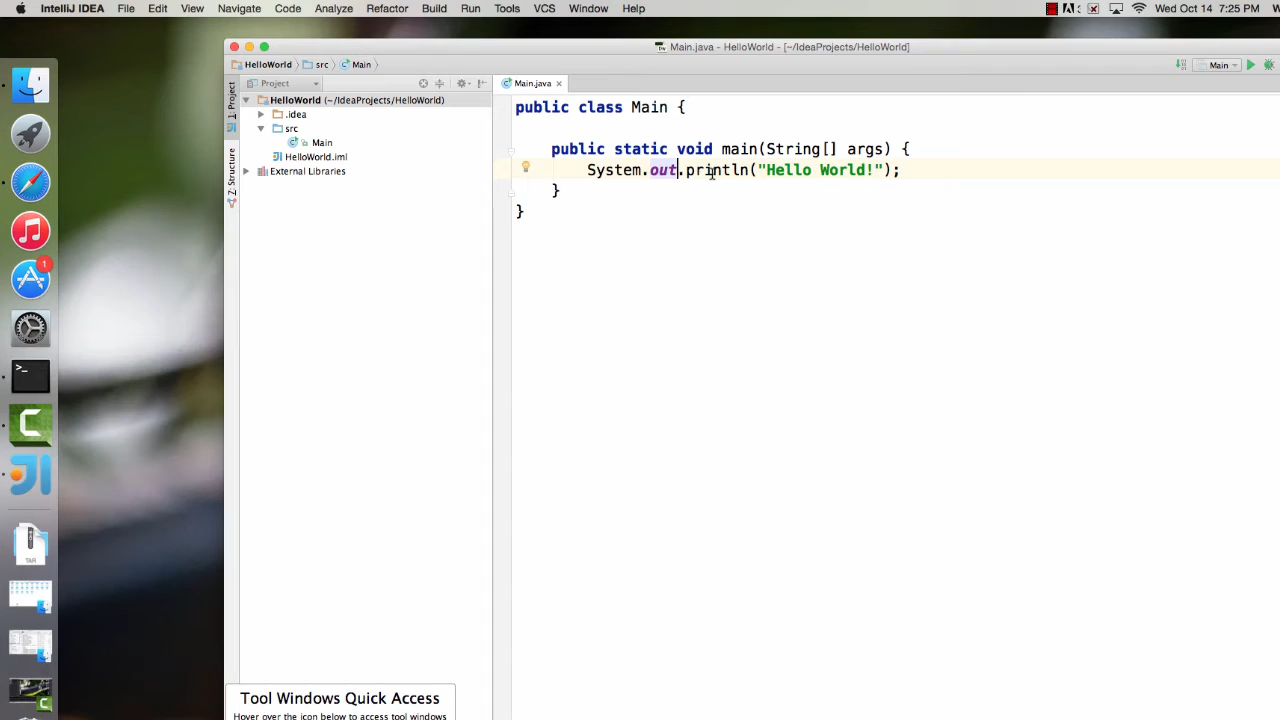 IntelliJ IDEA File Edit View Navigate Code Analyze Refactor Build Run Tools VCS Window Help Wed Oct 14 7:25 PM
Main.java - HelloWorld - [~/IdeaProjects/HelloWorld]
HelloWorld src Main
Main
1: Project
Z: Structure
Project
HelloWorld (~/IdeaProjects/HelloWorld)
.idea
src
Main
HelloWorld.iml
External Libraries
Main.java
public class Main {
public static void main(String[] args) {
System.out.println("Hello World!");
}
}
1
TAR
Tool Windows Quick Access
Hover over the icon below to access tool windows